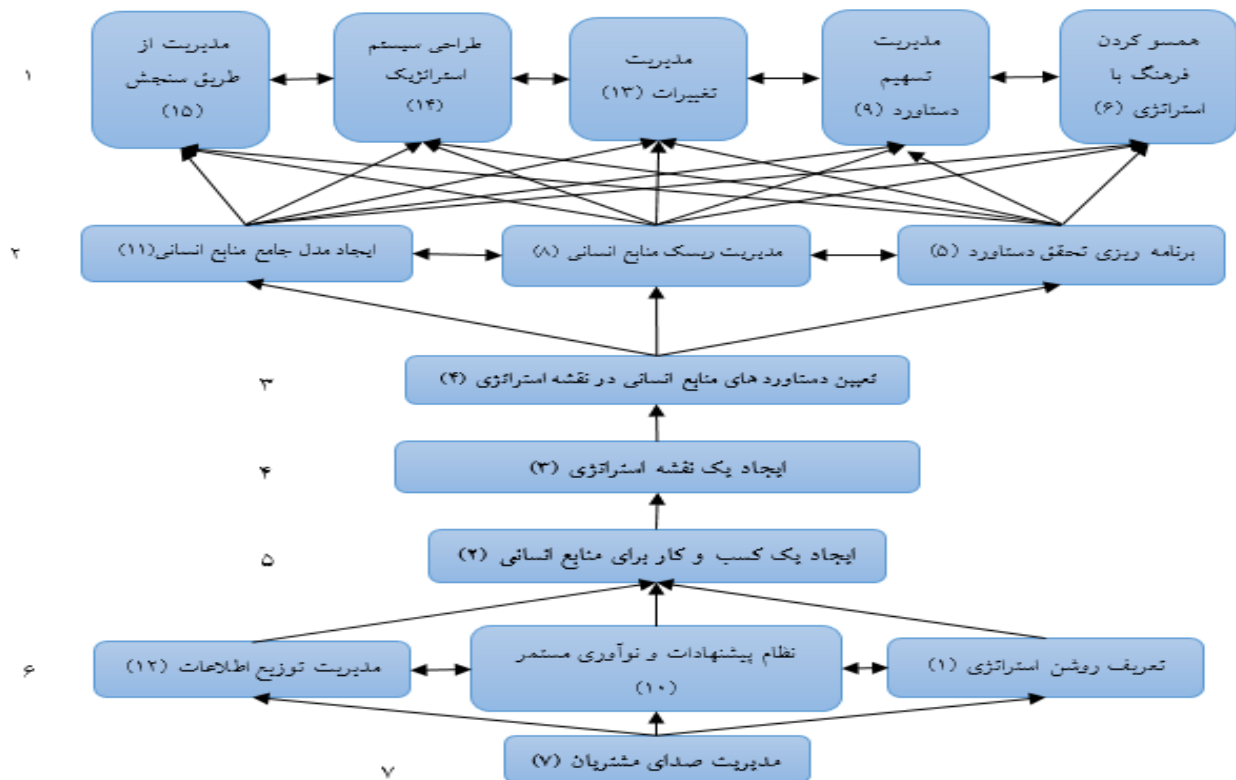 همسو کردن
فرهنگ با
استراتژی (۶)
مدیریت
تسهیم
دستاورد (۹)
مدیریت
تغییرات (۱۳)
طراحی سیستم
استراتژیک
(۱۴)
مدیریت از
طریق سنجش
(۱۵)
۱
برنامه ریزی تحقق دستاورد (۵)
مدیریت ریسک منابع انسانی (۸)
ایجاد مدل جامع منابع انسانی(۱۱)
۲
تعیین دستاورد های منابع انسانی در نقشه استراتژی (۴)
۳
ایجاد یک نقشه استراتژی (۳)
۴
ایجاد یک کسب و کار برای منابع انسانی (۲)
۵
تعریف روشن استراتژی (۱)
نظام پیشنهادات و نوآوری مستمر
(۱۰)
مدیریت توزیع اطلاعات (۱۲)
۶
مدیریت صدای مشتریان (۷)
۷